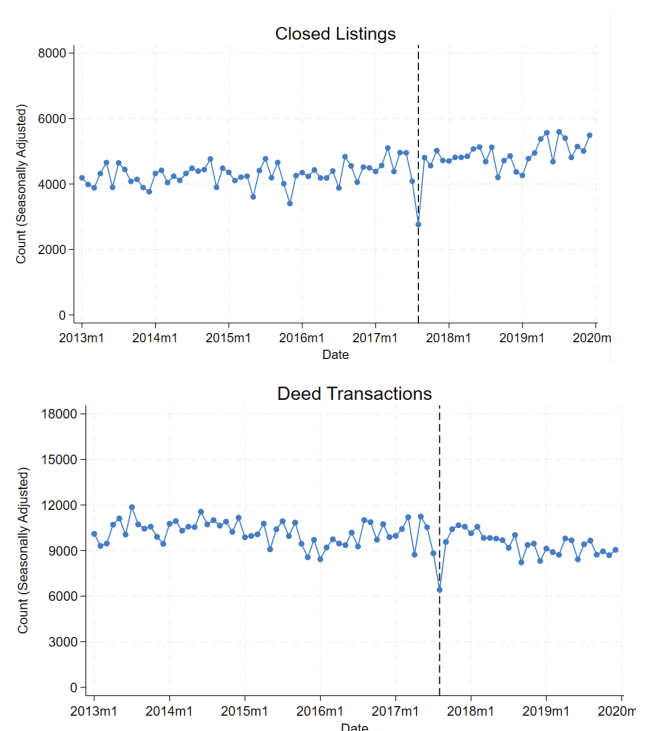 Closed Listings
8000
6000
4000
2000
0
Count (Seasonally Adjusted)
2013m1 2014m1 2015m1 2016m1 2017m1 2018m1 2019m1 2020m
Date
Deed Transactions
18000
15000
12000
9000
6000
3000
0
Count (Seasonally Adjusted)
2013m1 2014m1 2015m1 2016m1 2017m1 2018m1 2019m1 2020m
Date